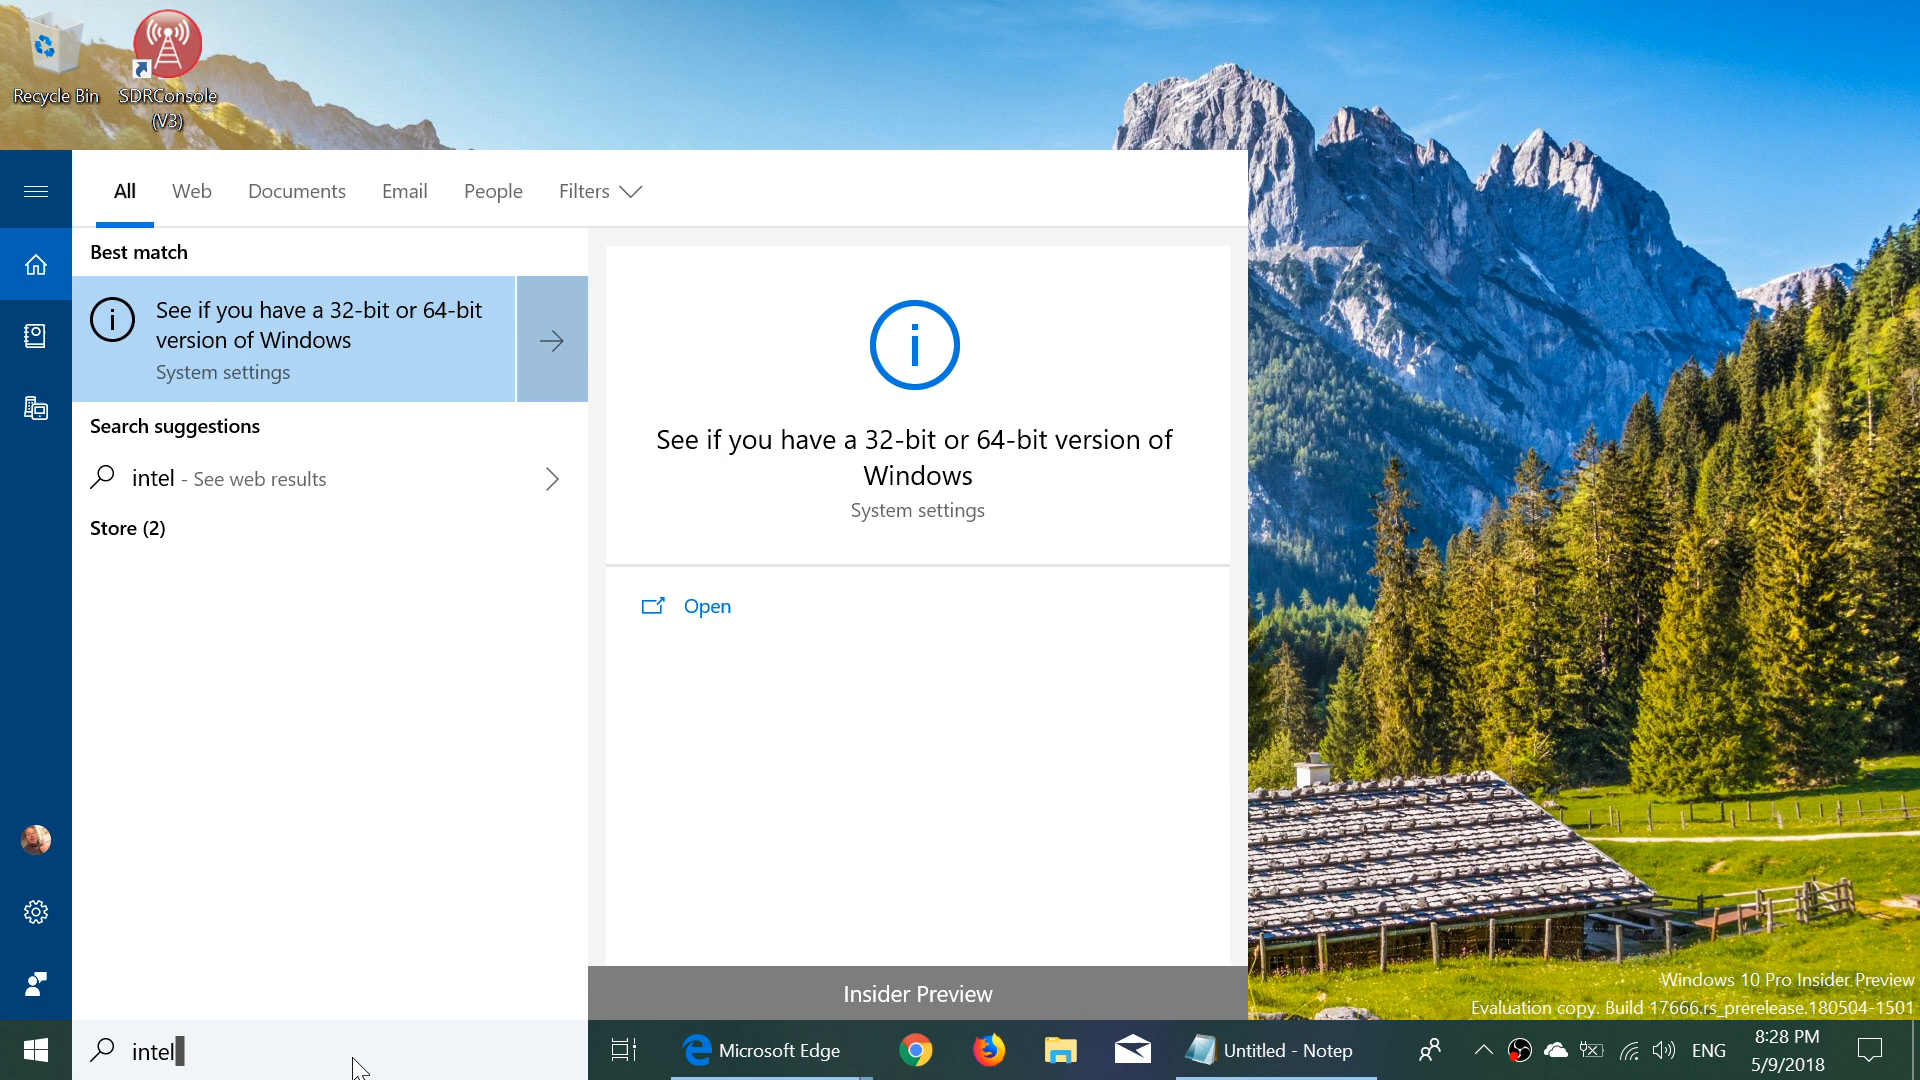 Recycle Bin
SDRConsole
(V3)
All Web Documents Email People Filters
Best match
See if you have a 32-bit or 64-bit
version of Windows
System settings
Search suggestions
intel - See web results
Store (2)
See if you have a 32-bit or 64-bit version of
Windows
System settings
Open
Insider Preview
Windows 10 Pro Insider Preview
Evaluation copy. Build 17666.rs_prerelease.180504-1501
intel
Microsoft Edge
Untitled - Notep
ENG
8:28 PM
5/9/2018